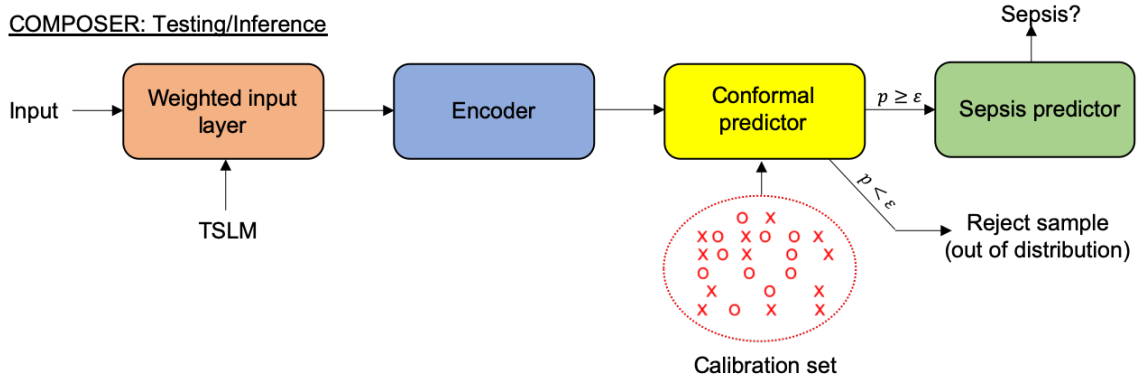 COMPOSER: Testing/Inference
Sepsis?
Input
Weighted input
layer
Encoder
Conformal
predictor
p ≥ ε
Sepsis predictor
p < ε
TSLM
Reject sample
(out of distribution)
O X
X O X O O X
X O X O X
O O O
X O X
X O X X
Calibration set